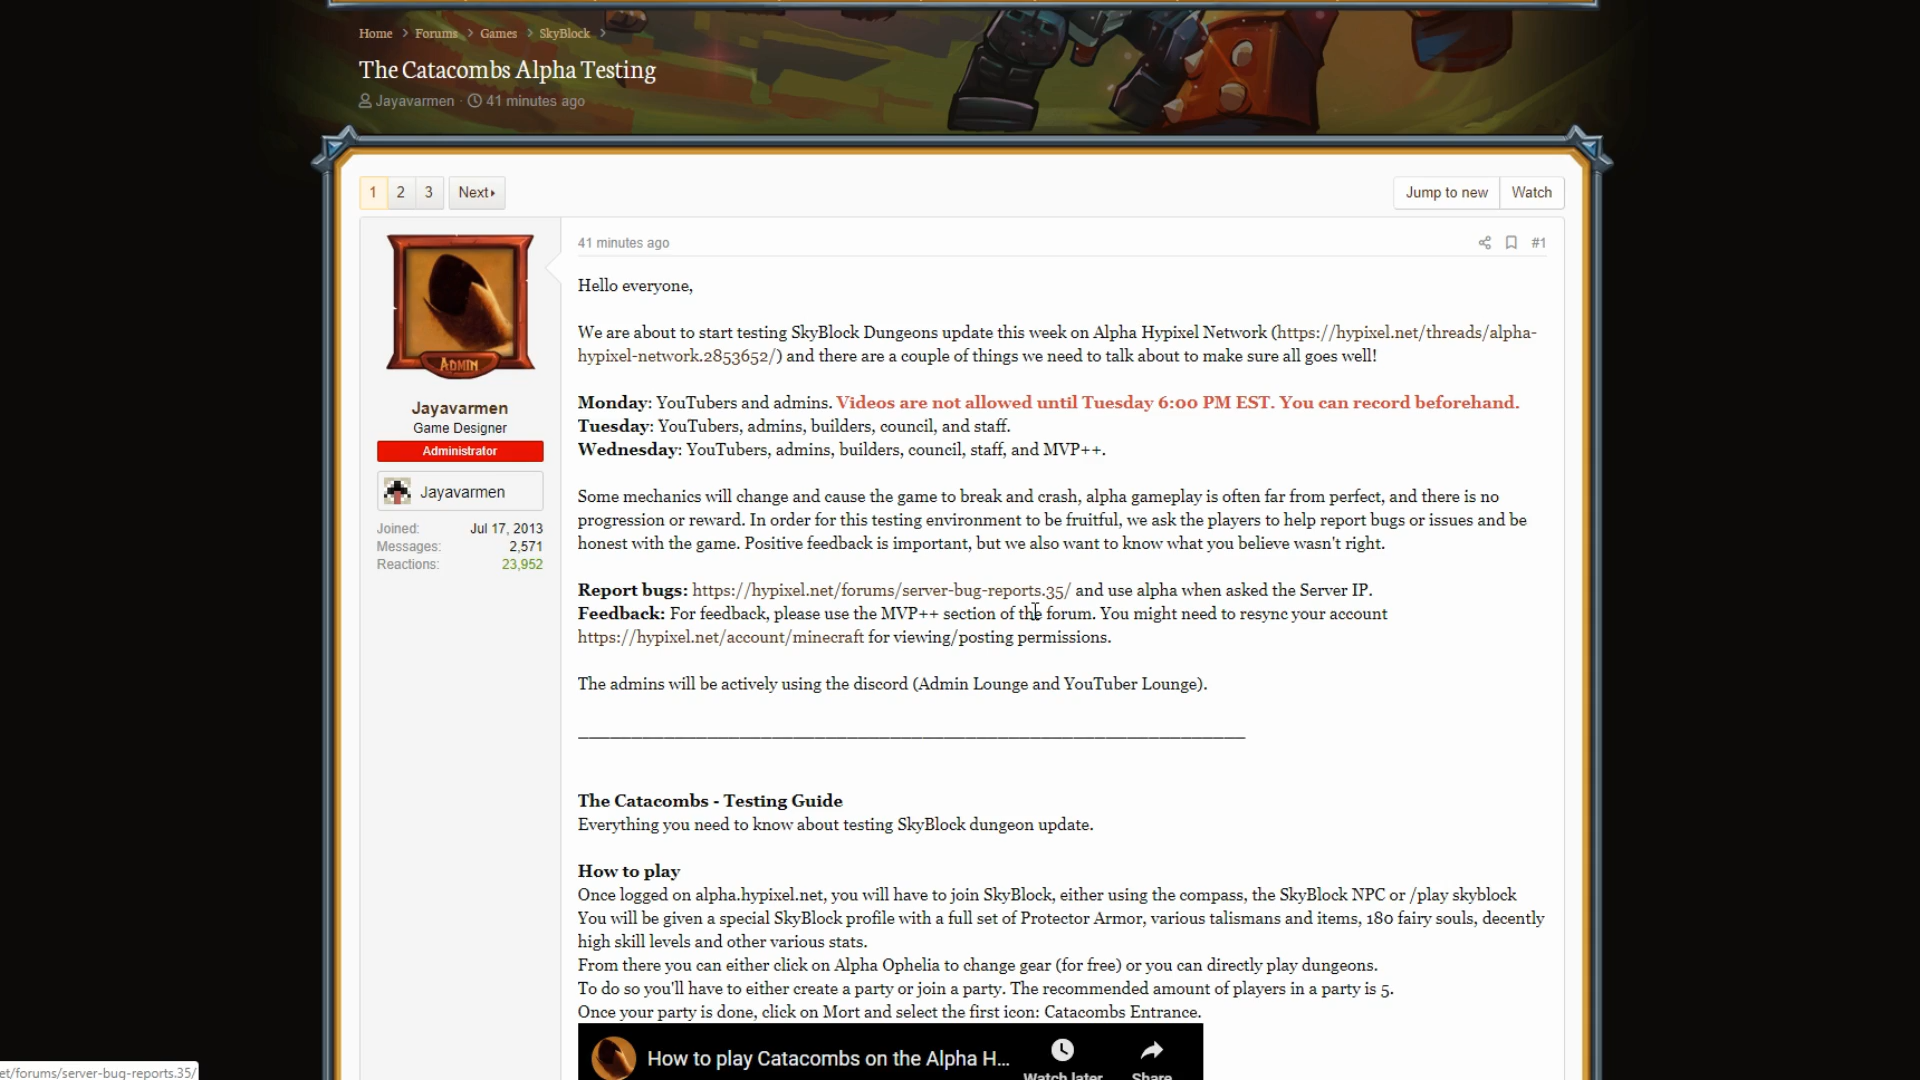 Home > Forums > Games > SkyBlock >
The Catacombs Alpha Testing
Jayavarmen · 41 minutes ago
1 2 3 Next
Jump to new Watch
ADMIN
Jayavarmen
Game Designer
Administrator
Jayavarmen
Joined: Jul 17, 2013
Messages: 2,571
Reactions: 23,952
41 minutes ago
#1
Hello everyone,
We are about to start testing SkyBlock Dungeons update this week on Alpha Hypixel Network (https://hypixel.net/threads/alpha-
hypixel-network.2853652/) and there are a couple of things we need to talk about to make sure all goes well!
Monday: YouTubers and admins. Videos are not allowed until Tuesday 6:00 PM EST. You can record beforehand.
Tuesday: YouTubers, admins, builders, council, and staff.
Wednesday: YouTubers, admins, builders, council, staff, and MVP++.
Some mechanics will change and cause the game to break and crash, alpha gameplay is often far from perfect, and there is no
progression or reward. In order for this testing environment to be fruitful, we ask the players to help report bugs or issues and be
honest with the game. Positive feedback is important, but we also want to know what you believe wasn't right.
Report bugs: https://hypixel.net/forums/server-bug-reports.35/ and use alpha when asked the Server IP.
Feedback: For feedback, please use the MVP++ section of the forum. You might need to resync your account
https://hypixel.net/account/minecraft for viewing/posting permissions.
The admins will be actively using the discord (Admin Lounge and YouTuber Lounge).
The Catacombs - Testing Guide
Everything you need to know about testing SkyBlock dungeon update.
How to play
Once logged on alpha.hypixel.net, you will have to join SkyBlock, either using the compass, the SkyBlock NPC or /play skyblock
You will be given a special SkyBlock profile with a full set of Protector Armor, various talismans and items, 180 fairy souls, decently
high skill levels and other various stats.
From there you can either click on Alpha Ophelia to change gear (for free) or you can directly play dungeons.
To do so you'll have to either create a party or join a party. The recommended amount of players in a party is 5.
Once your party is done, click on Mort and select the first icon: Catacombs Entrance.
How to play Catacombs on the Alpha H...
Watch later Share
et/forums/server-bug-reports.35/